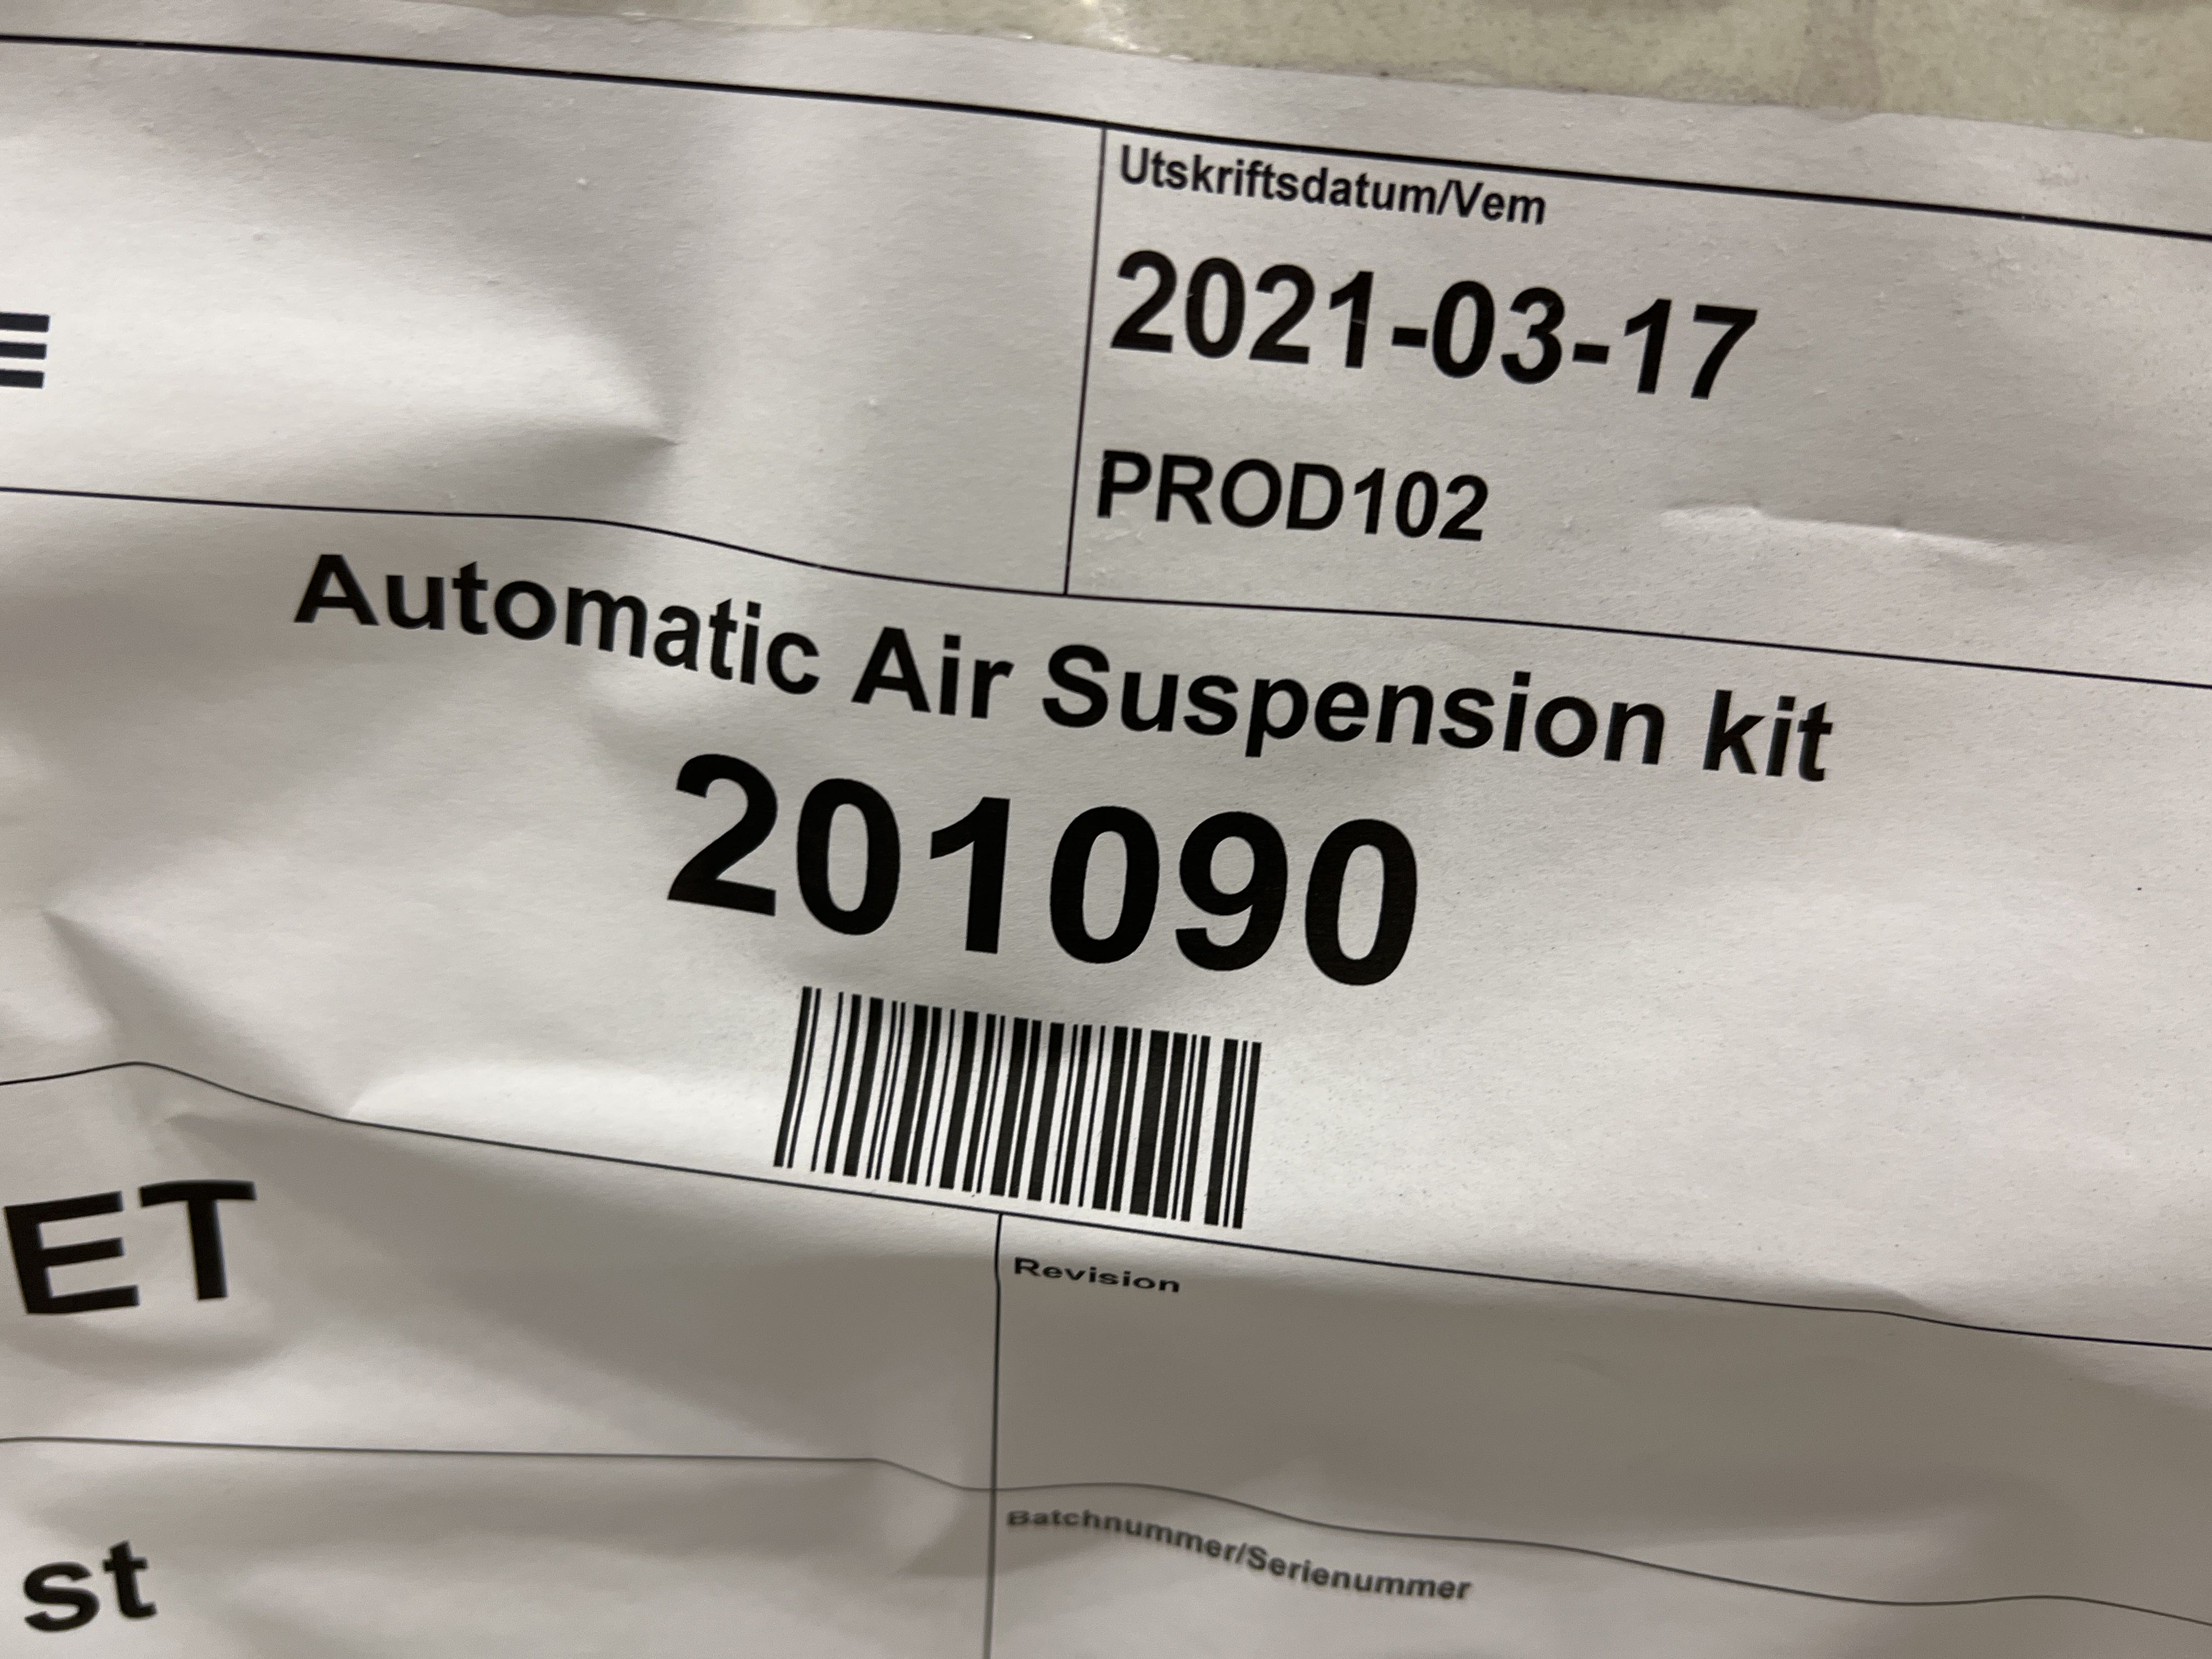 Utskriftsdatum/Vem
2021-03-17
PROD102
Automatic Air Suspension kit
201090
ET
Revision
st
Batchnummer/Serienummer